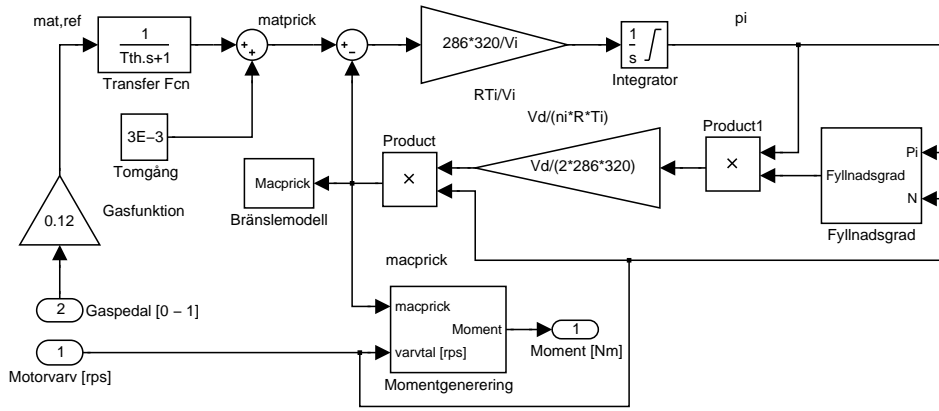 mat,ref
1
Tth.s+1
Transfer Fcn
+
+
matprick
+
−
286*320/Vi
RTi/Vi
1
s
Integrator
pi
3E−3
Tomgång
Vd/(ni*R*Ti)
Product
×
Vd/(2*286*320)
Product1
×
Pi
Fyllnadsgrad
N
Fyllnadsgrad
Macprick
Bränslemodell
Gasfunktion
0.12
macprick
2
Gaspedal [0 − 1]
macprick
Moment
varvtal [rps]
Momentgenerering
1
Moment [Nm]
1
Motorvarv [rps]